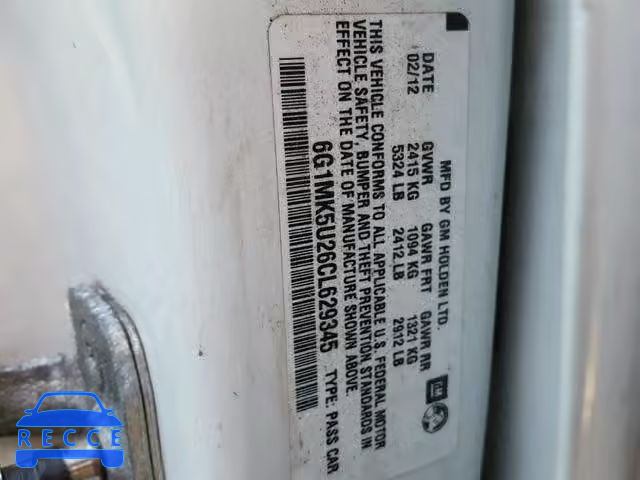 MFD BY GM HOLDEN LTD.
DATE GVWR GAWR FRT GAWR RR
02/12 2415 KG 1094 KG 1321 KG
5324 LB 2412 LB 2912 LB
THIS VEHICLE CONFORMS TO ALL APPLICABLE U.S. FEDERAL MOTOR
VEHICLE SAFETY, BUMPER AND THEFT PREVENTION STANDARDS IN
EFFECT ON THE DATE OF MANUFACTURE SHOWN ABOVE.
6G1MK5U26CL629345 TYPE: PASS CAR
GM
RECCE